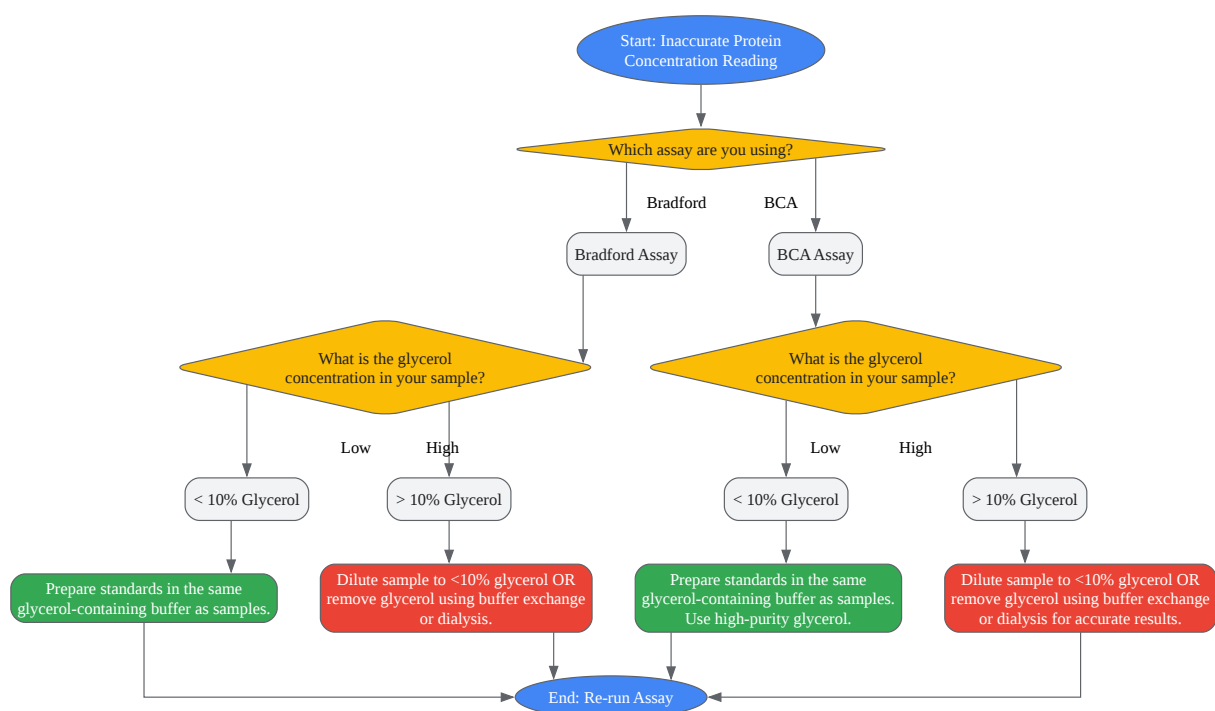 Start: Inaccurate Protein
Concentration Reading
Which assay are you using?
Bradford
BCA
Bradford Assay
BCA Assay
What is the glycerol
concentration in your sample?
What is the glycerol
concentration in your sample?
Low
High
Low
High
< 10% Glycerol
> 10% Glycerol
< 10% Glycerol
> 10% Glycerol
Prepare standards in the same
glycerol-containing buffer as samples.
Dilute sample to <10% glycerol OR
remove glycerol using buffer exchange
or dialysis.
Prepare standards in the same
glycerol-containing buffer as samples.
Use high-purity glycerol.
Dilute sample to <10% glycerol OR
remove glycerol using buffer exchange
or dialysis for accurate results.
End: Re-run Assay